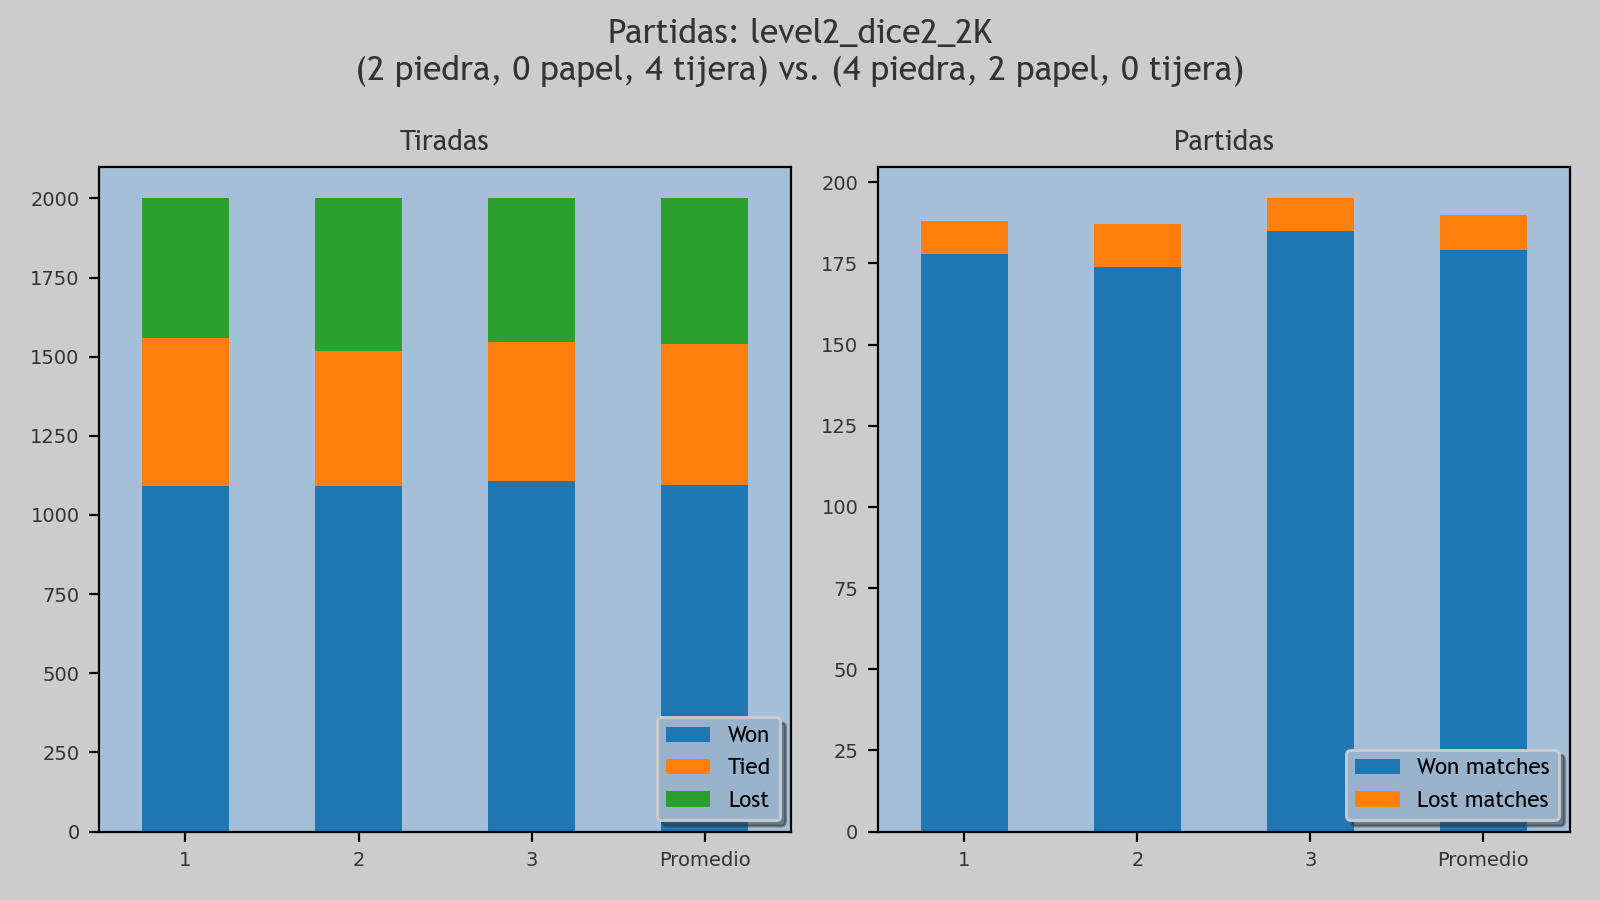 Partidas: level2_dice2_2K
(2 piedra, 0 papel, 4 tijera) vs. (4 piedra, 2 papel, 0 tijera)
Tiradas
2000
1750
1500
1250
1000
750
500
250
0
1
2
3
Promedio
Won
Tied
Lost
Partidas
200
175
150
125
100
75
50
25
0
1
2
3
Promedio
Won matches
Lost matches